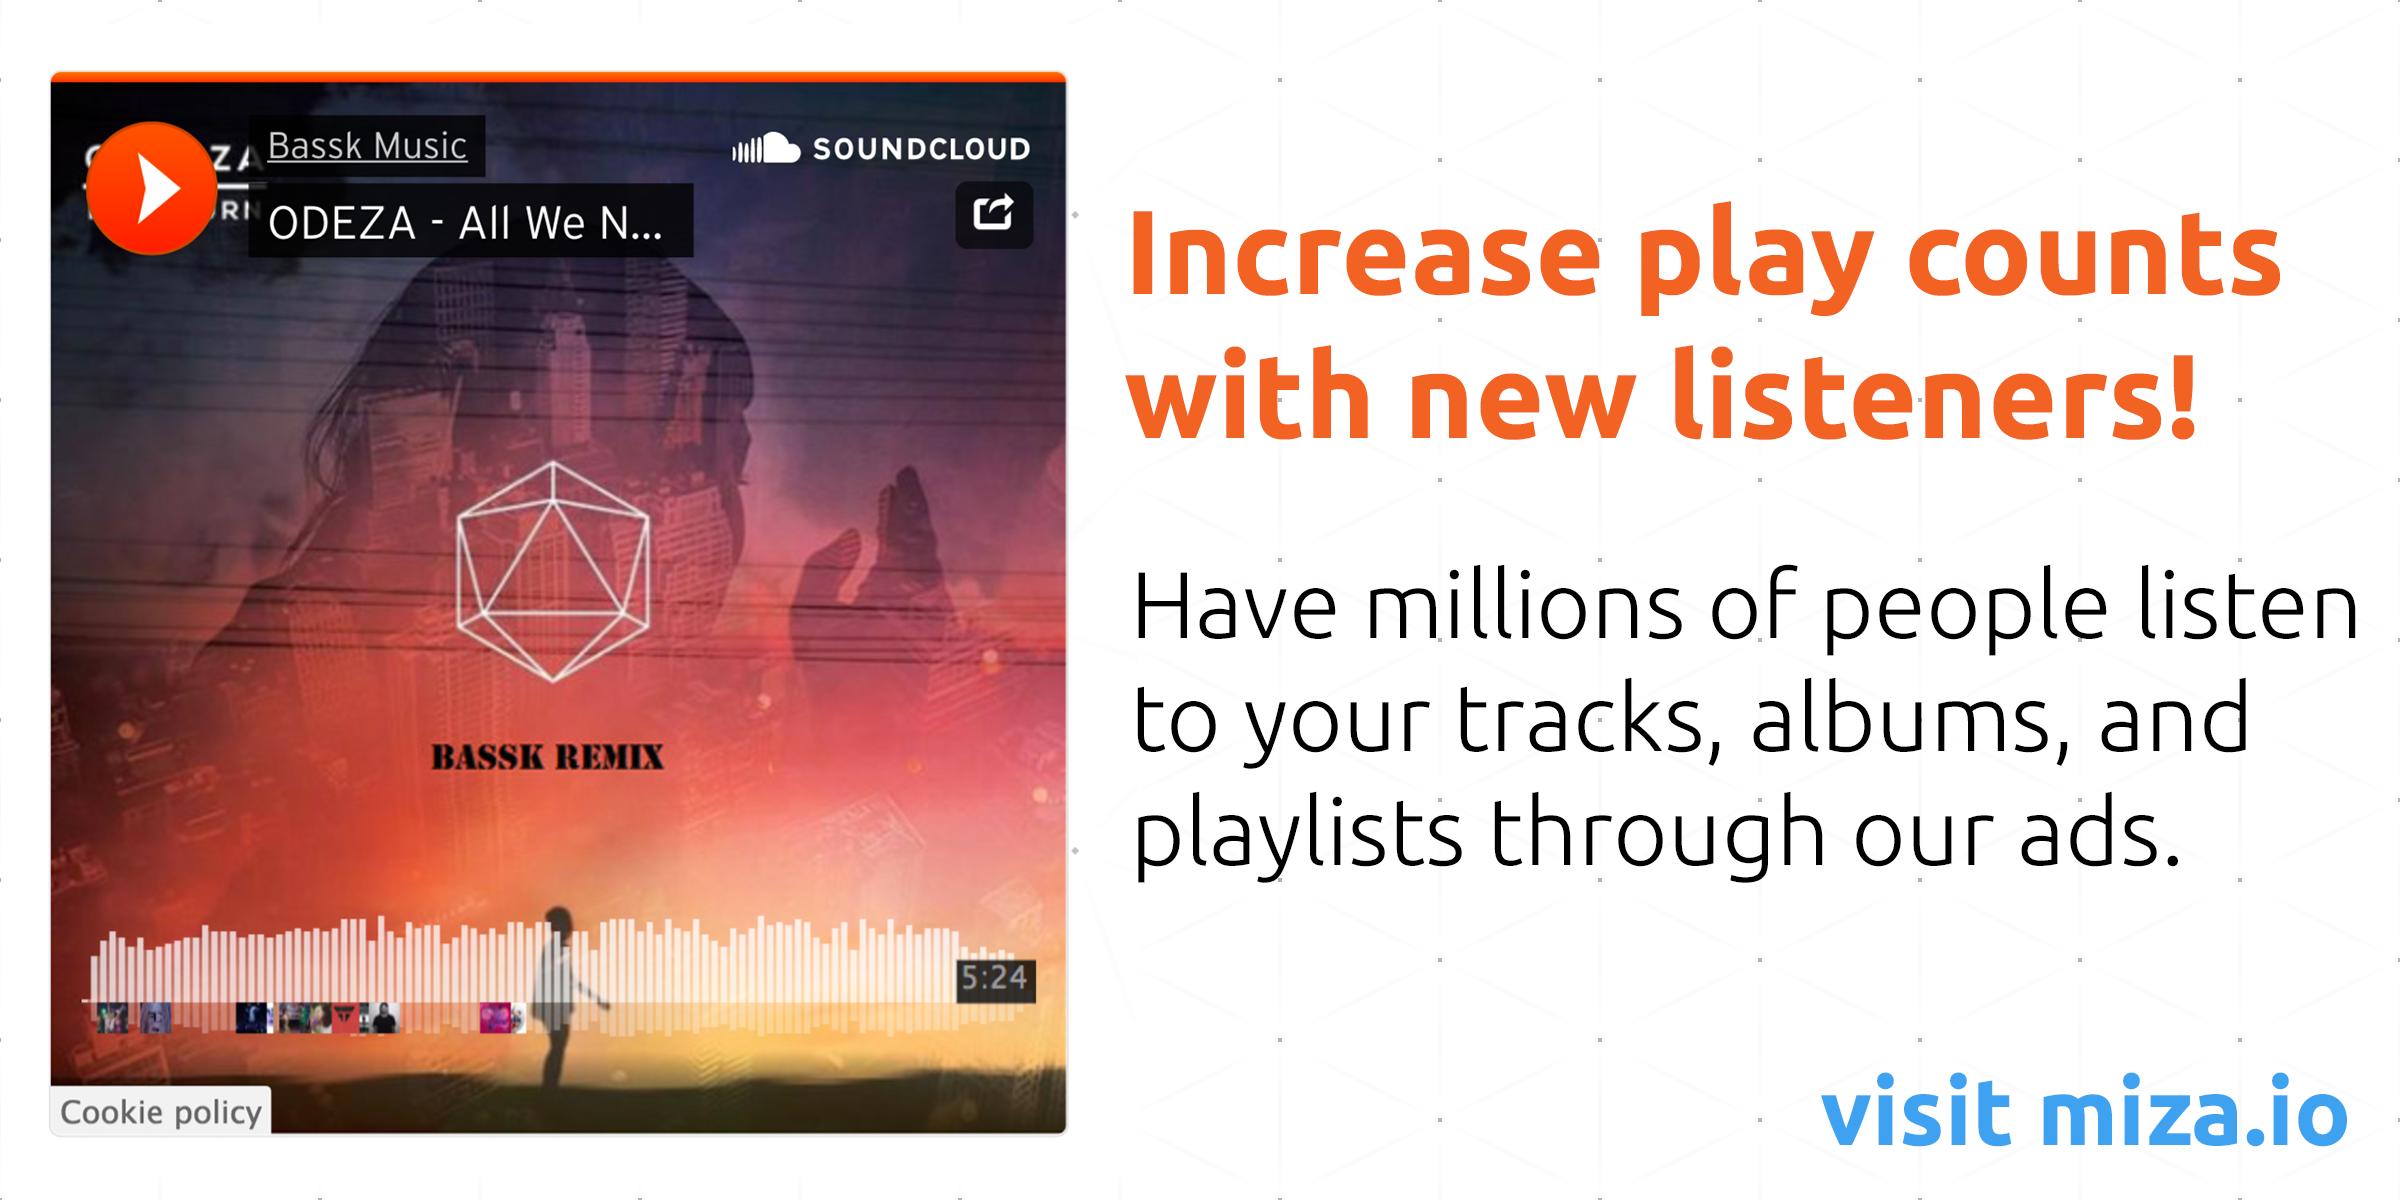 Bassk Music
SOUNDCLOUD
ODEZA - All We N...
BASSK REMIX
5:24
Cookie policy
Increase play counts
with new listeners!
Have millions of people listen
to your tracks, albums, and
playlists through our ads.
visit miza.io